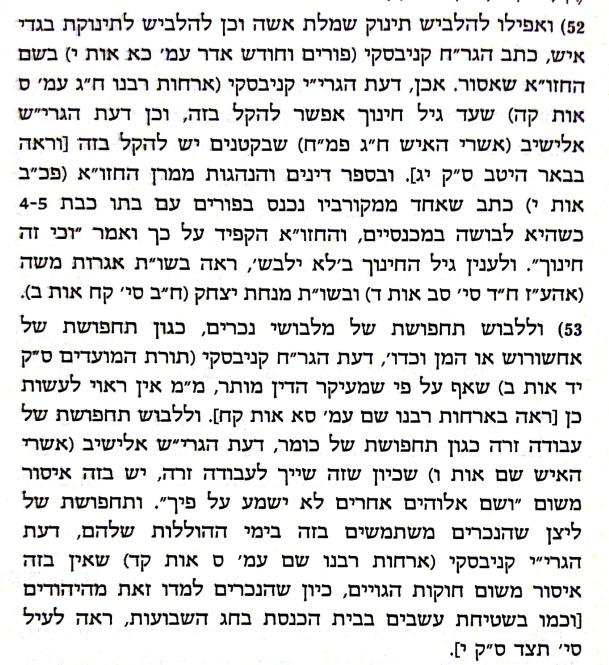 52) ואפילו להלביש תינוק שמלת אשה וכן להלביש לתינוקת בגדי
איש, כתב הגר״ח קניבסקי (פורים וחודש אדר עמ׳ כא אות י) בשם
החזו״א שאסור. אכן, דעת הגרי״י קניבסקי (ארחות רבנו ח״ג עמ׳ ס
אות קה) שעד גיל חינוך אפשר להקל בזה, וכן דעת הגרי״ש
אלישיב (אשרי האיש ח״ג פמ״ח) שבקטנים יש להקל בזה [וראה
בבאר היטב ס״ק יג]. ובספר דינים והנהגות ממרן החזו״א (פכ״ב
אות י) כתב שאחד ממקורביו נכנס בפורים עם בתו כבת 4-5
כשהיא לבושה במכנסיים, והחזו״א הקפיד על כך ואמר ״וכי זה
חינוך״. ולענין גיל החינוך ב׳לא ילבש׳, ראה בשו״ת אגרות משה
(אהע״ז ח״ד סי׳ סב אות ד) ובשו״ת מנחת יצחק (ח״ב סי׳ קח אות ב).
53) וללבוש תחפושת של מלבושי נכרים, כגון תחפושת של
אחשורוש או המן וכדו׳, דעת הגר״ח קניבסקי (תורת המועדים ס״ק
יד אות ב) שאף על פי שמעיקר הדין מותר, מ״מ אין ראוי לעשות
כן [ראה בארחות רבנו שם עמ׳ סא אות קח]. וללבוש תחפושת של
עבודה זרה כגון תחפושת של כומר, דעת הגרי״ש אלישיב (אשרי
האיש שם אות ו) שכיון שזה שייך לעבודה זרה, יש בזה איסור
משום ״ושם אלוהים אחרים לא ישמע על פיך״. ותחפושת של
ליצן שהנכרים משתמשים בזה בימי ההוללות שלהם, דעת
הגרי״י קניבסקי (ארחות רבנו שם עמ׳ ס אות קד) שאין בזה
איסור משום חוקות הגויים, כיון שהנכרים למדו זאת מהיהודים
[וכמו בשטיחת עשבים בבית הכנסת בחג השבועות, ראה לעיל
סי׳ תצד ס״ק י].